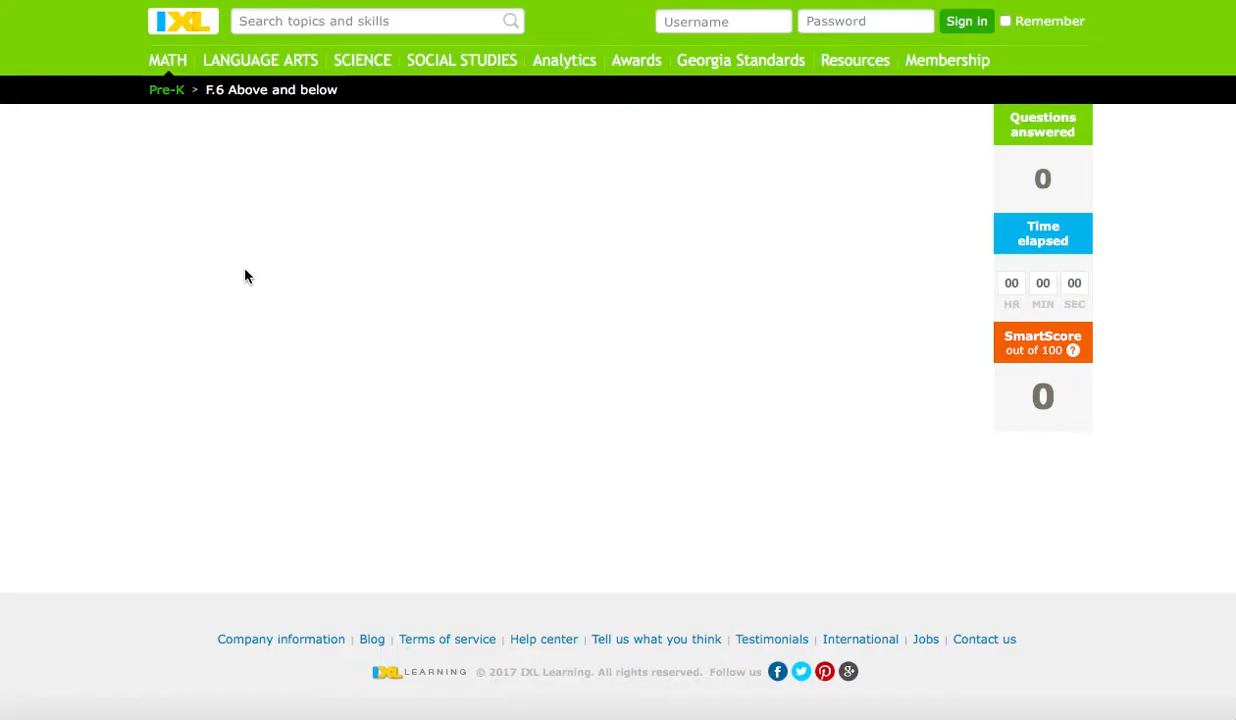 IXL Search topics and skills Username Password Sign in Remember
MATH LANGUAGE ARTS SCIENCE SOCIAL STUDIES Analytics Awards Georgia Standards Resources Membership
Pre-K > F.6 Above and below
Questions
answered
0
Time
elapsed
00 00 00
HR MIN SEC
SmartScore
out of 100 ?
0
Company information | Blog | Terms of service | Help center | Tell us what you think | Testimonials | International | Jobs | Contact us
IXL LEARNING © 2017 IXL Learning. All rights reserved. Follow us